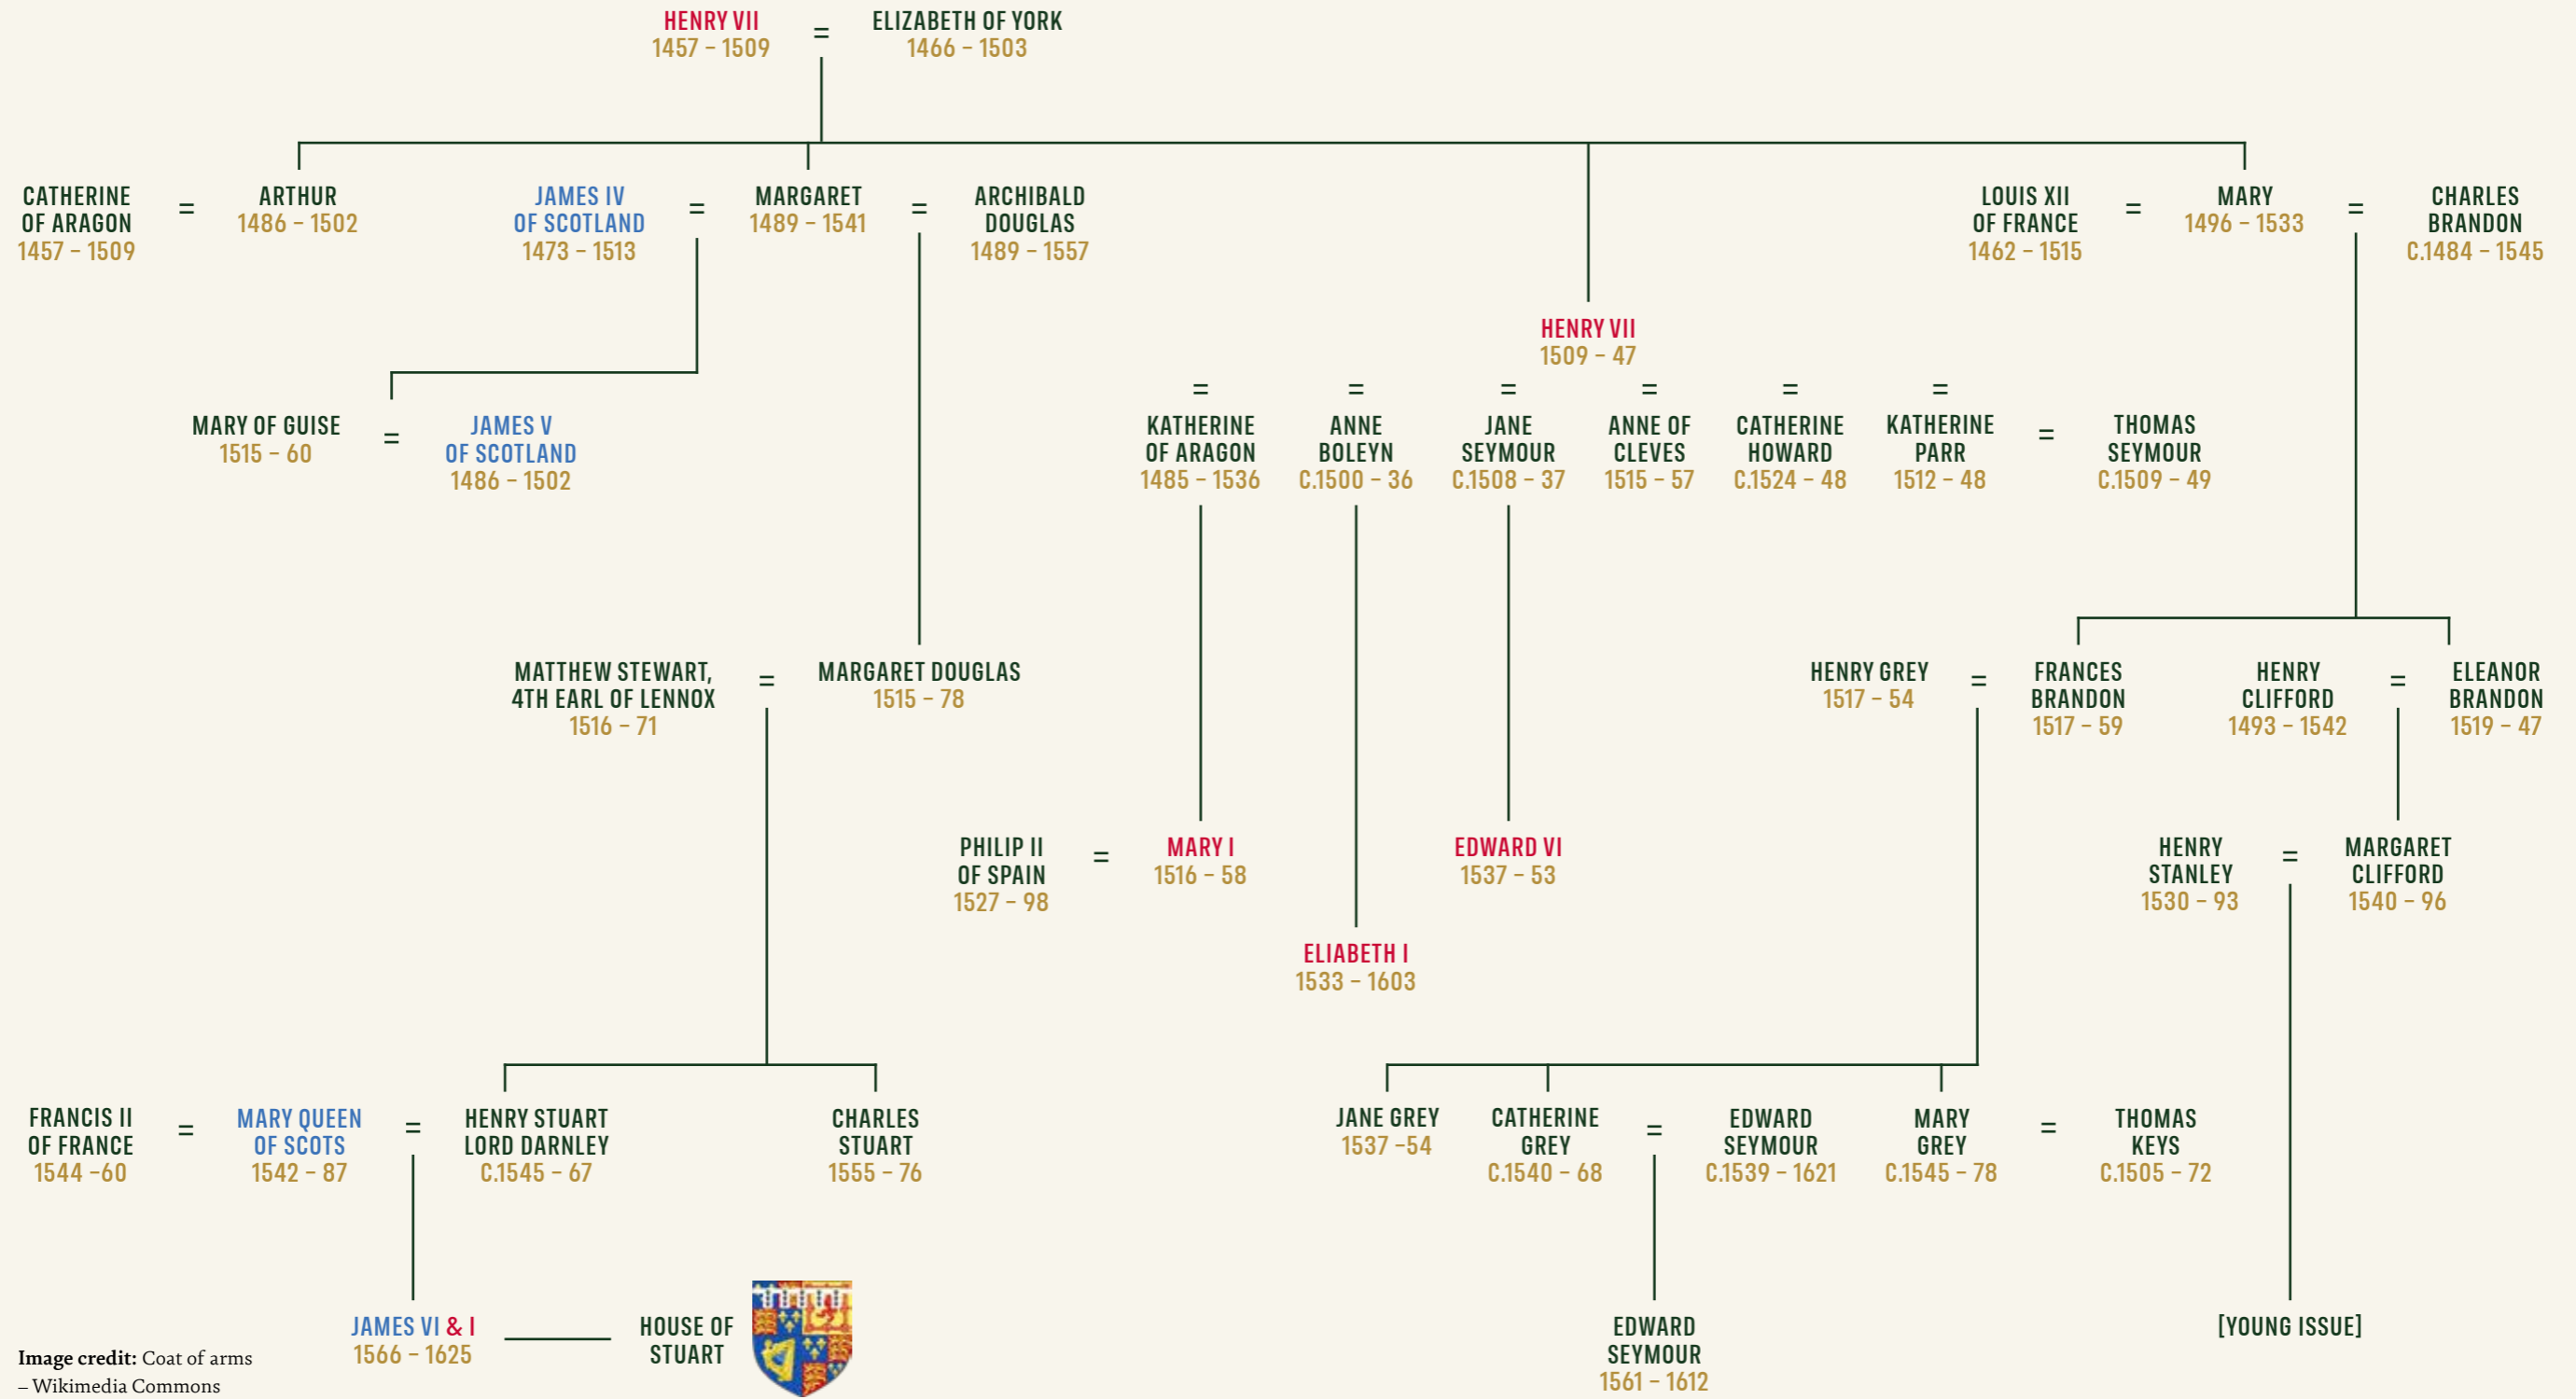 HENRY VII
1457 – 1509
=
ELIZABETH OF YORK
1466 – 1503
CATHERINE
OF ARAGON
1457 – 1509
=
ARTHUR
1486 – 1502
JAMES IV
OF SCOTLAND
1473 – 1513
=
MARGARET
1489 – 1541
=
ARCHIBALD
DOUGLAS
1489 – 1557
LOUIS XII
OF FRANCE
1462 – 1515
=
MARY
1496 – 1533
=
CHARLES
BRANDON
C.1484 – 1545
HENRY VII
1509 – 47
= = = = = =
MARY OF GUISE
1515 – 60
=
JAMES V
OF SCOTLAND
1486 – 1502
KATHERINE
OF ARAGON
1485 – 1536
ANNE
BOLEYN
C.1500 – 36
JANE
SEYMOUR
C.1508 – 37
ANNE OF
CLEVES
1515 – 57
CATHERINE
HOWARD
C.1524 – 48
KATHERINE
PARR
1512 – 48
=
THOMAS
SEYMOUR
C.1509 – 49
MATTHEW STEWART,
4TH EARL OF LENNOX
1516 – 71
=
MARGARET DOUGLAS
1515 – 78
HENRY GREY
1517 – 54
=
FRANCES
BRANDON
1517 – 59
HENRY
CLIFFORD
1493 – 1542
=
ELEANOR
BRANDON
1519 – 47
PHILIP II
OF SPAIN
1527 – 98
=
MARY I
1516 – 58
EDWARD VI
1537 – 53
HENRY
STANLEY
1530 – 93
=
MARGARET
CLIFFORD
1540 – 96
ELIABETH I
1533 – 1603
FRANCIS II
OF FRANCE
1544 –60
=
MARY QUEEN
OF SCOTS
1542 – 87
=
HENRY STUART
LORD DARNLEY
C.1545 – 67
CHARLES
STUART
1555 – 76
JANE GREY
1537 –54
CATHERINE
GREY
C.1540 – 68
=
EDWARD
SEYMOUR
C.1539 – 1621
MARY
GREY
C.1545 – 78
=
THOMAS
KEYS
C.1505 – 72
JAMES VI & I
1566 – 1625
HOUSE OF
STUART
EDWARD
SEYMOUR
1561 – 1612
[YOUNG ISSUE]
Image credit: Coat of arms
– Wikimedia Commons